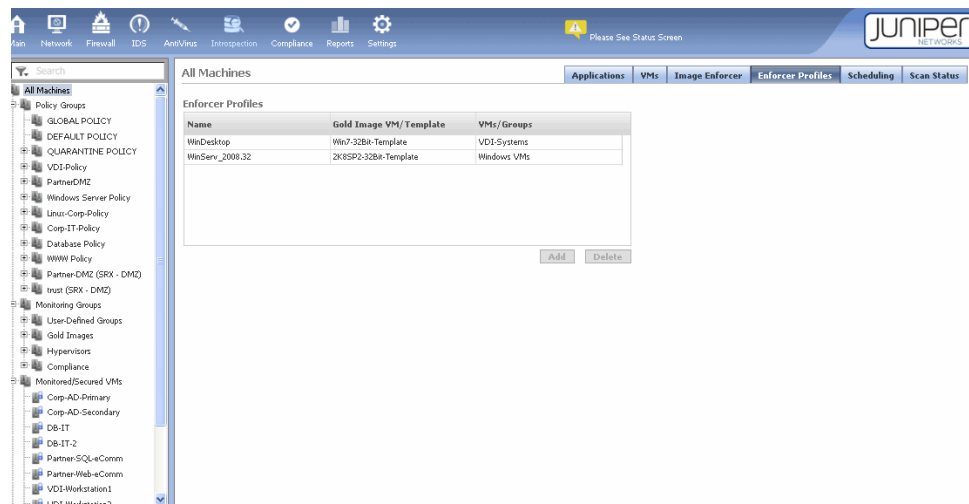 Main Network Firewall IDS AntiVirus Introspection Compliance Reports Settings
Please See Status Screen
JUNIPER
NETWORKS
Search
All Machines
Policy Groups
GLOBAL POLICY
DEFAULT POLICY
QUARANTINE POLICY
VDI-Policy
PartnerDMZ
Windows Server Policy
Linux-Corp-Policy
Corp-IT-Policy
Database Policy
WWW Policy
Partner-DMZ (SRX - DMZ)
trust (SRX - DMZ)
Monitoring Groups
User-Defined Groups
Gold Images
Hypervisors
Compliance
Monitored/Secured VMs
Corp-AD-Primary
Corp-AD-Secondary
DB-IT
DB-IT-2
Partner-SQL-eComm
Partner-Web-eComm
VDI-Workstation1
All Machines
Applications VMs Image Enforcer Enforcer Profiles Scheduling Scan Status
Enforcer Profiles
Name Gold Image VM/Template VMs/Groups
WinDesktop Win7-32Bit-Template VDI-Systems
WinServ_2008.32 2K8SP2-32Bit-Template Windows VMs
Add Delete